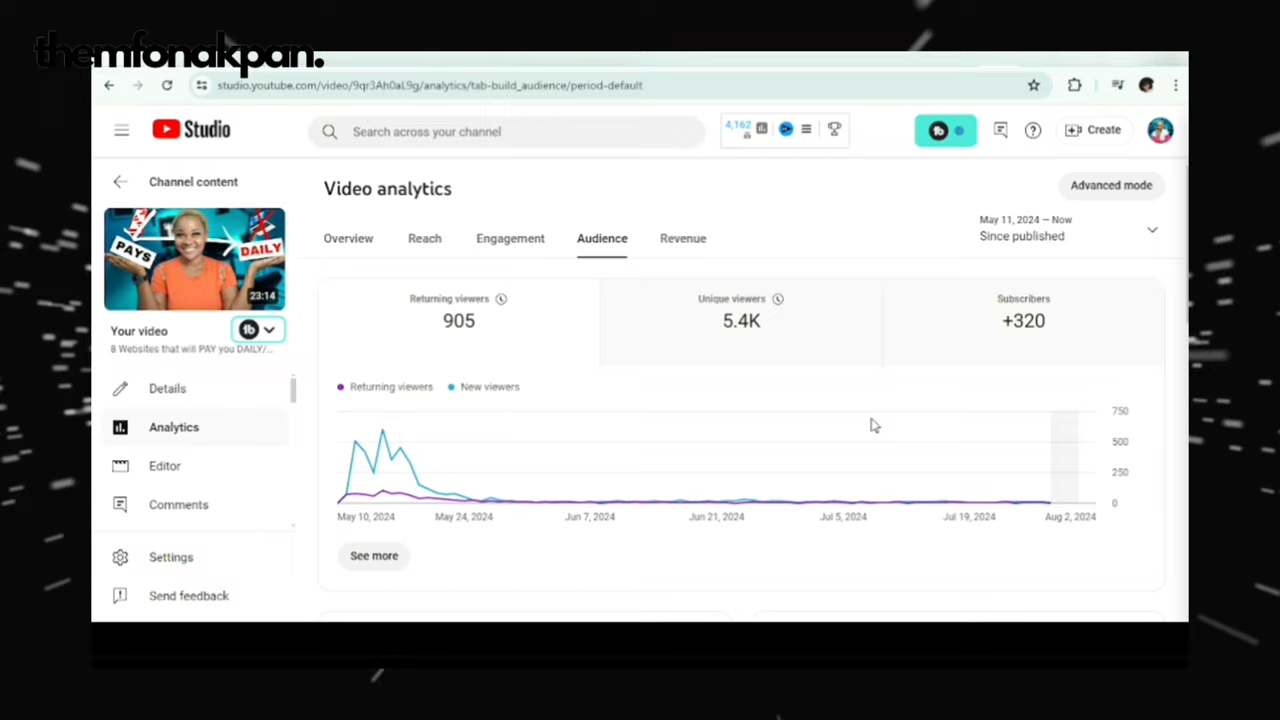 themfonakpan.
studio.youtube.com/video/9qr3Ah0aL9g/analytics/tab-build_audience/period-default
Studio
Search across your channel
4,162
Create
Channel content
Video analytics
Advanced mode
May 11, 2024 – Now
Since published
Overview
Reach
Engagement
Audience
Revenue
PAYS
DAILY
23:14
Your video
8 Websites that will PAY you DAILY/...
Returning viewers
905
Unique viewers
5.4K
Subscribers
+320
Returning viewers
New viewers
750
500
250
0
May 10, 2024
May 24, 2024
Jun 7, 2024
Jun 21, 2024
Jul 5, 2024
Jul 19, 2024
Aug 2, 2024
See more
Details
Analytics
Editor
Comments
Settings
Send feedback